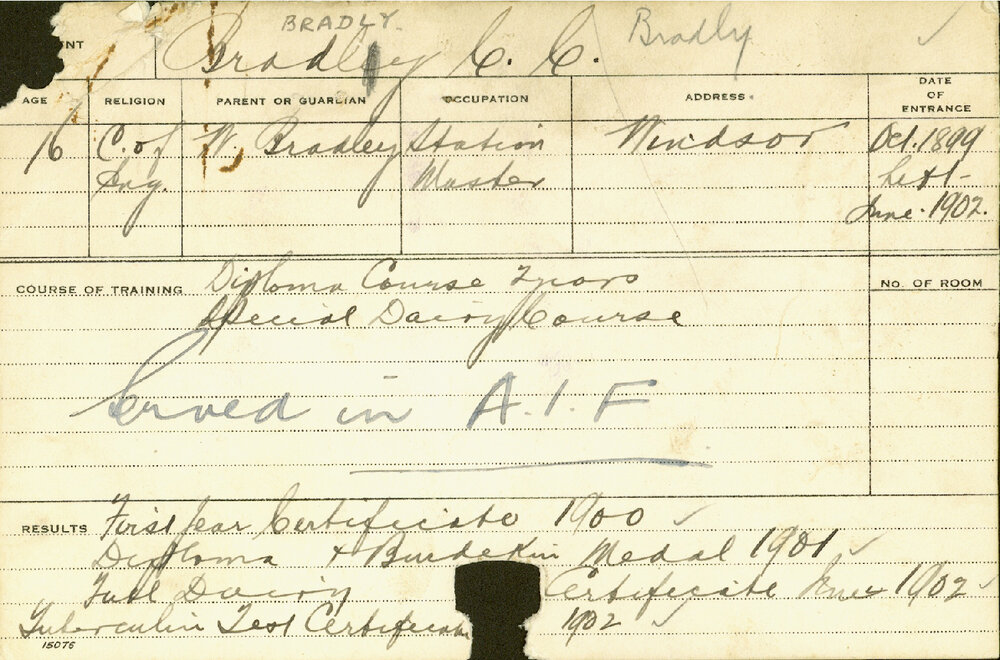 BRADLY.
Bradly
NT Bradley C. C.
AGE RELIGION PARENT OR GUARDIAN OCCUPATION ADDRESS. DATE OF ENTRANCE
16 C. of W. Bradley Station Windsor Oct. 1899
Eng. Master Left
June. 1902.
COURSE OF TRAINING Diploma Course NO. OF ROOM
Special Dairy Course
Served in A.I.F
RESULTS First Year Certificate 1900
Diploma + Burdekin Medal 1901
Full Dairy Certificate June 1902
Tuberculin Test Certificate 1902
15076